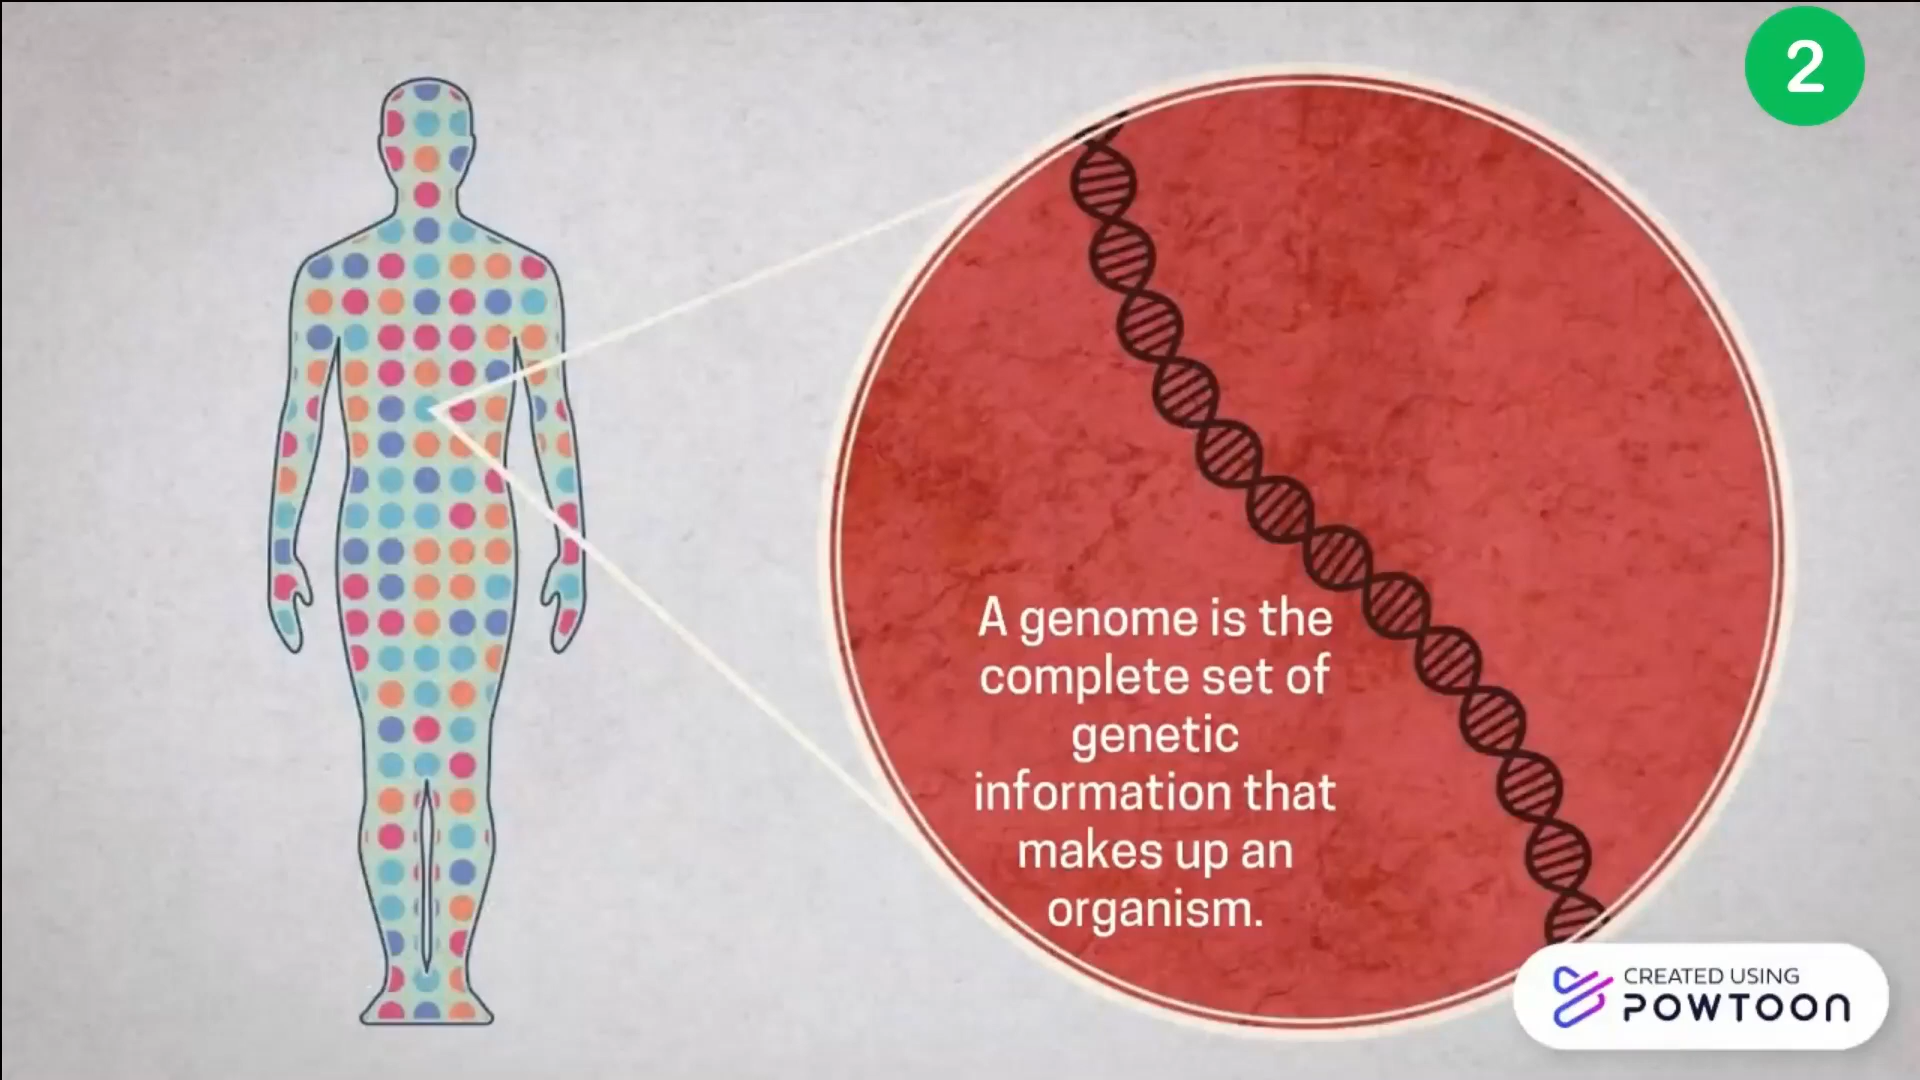 2
A genome is the
complete set of
genetic
information that
makes up an
organism.
CREATED USING
POWTOON